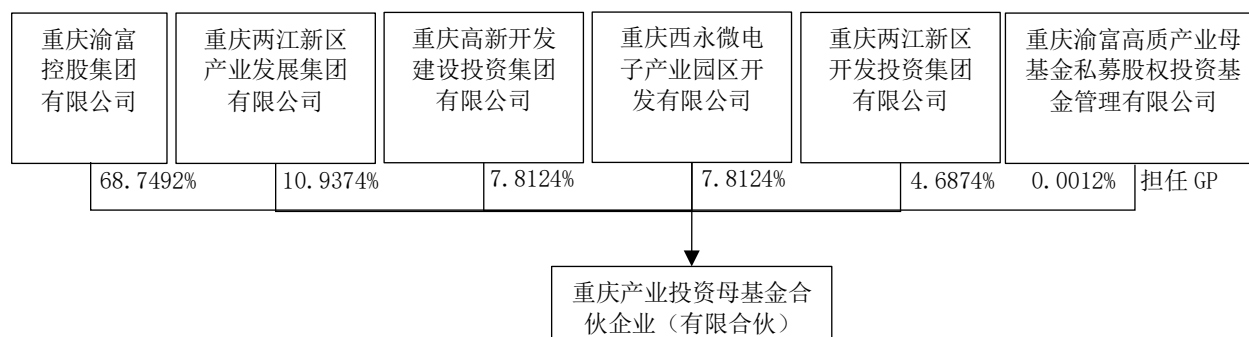 重庆渝富
控股集团
有限公司
重庆两江新区
产业发展集团
有限公司
重庆高新开发
建设投资集团
有限公司
重庆西永微电
子产业园区开
发有限公司
重庆两江新区
开发投资集团
有限公司
重庆渝富高质产业母
基金私募股权投资基
金管理有限公司
68.7492%
10.9374%
7.8124%
7.8124%
4.6874%
0.0012%
担任 GP
重庆产业投资母基金合
伙企业（有限合伙）